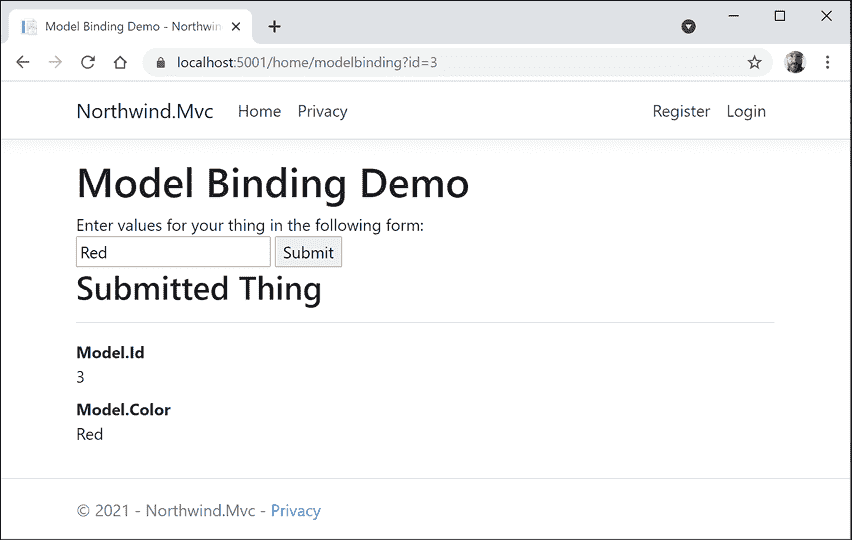 Model Binding Demo - Northwin
localhost:5001/home/modelbinding?id=3
Northwind.Mvc Home Privacy Register Login
Model Binding Demo
Enter values for your thing in the following form:
Red Submit
Submitted Thing
Model.Id
3
Model.Color
Red
© 2021 - Northwind.Mvc - Privacy